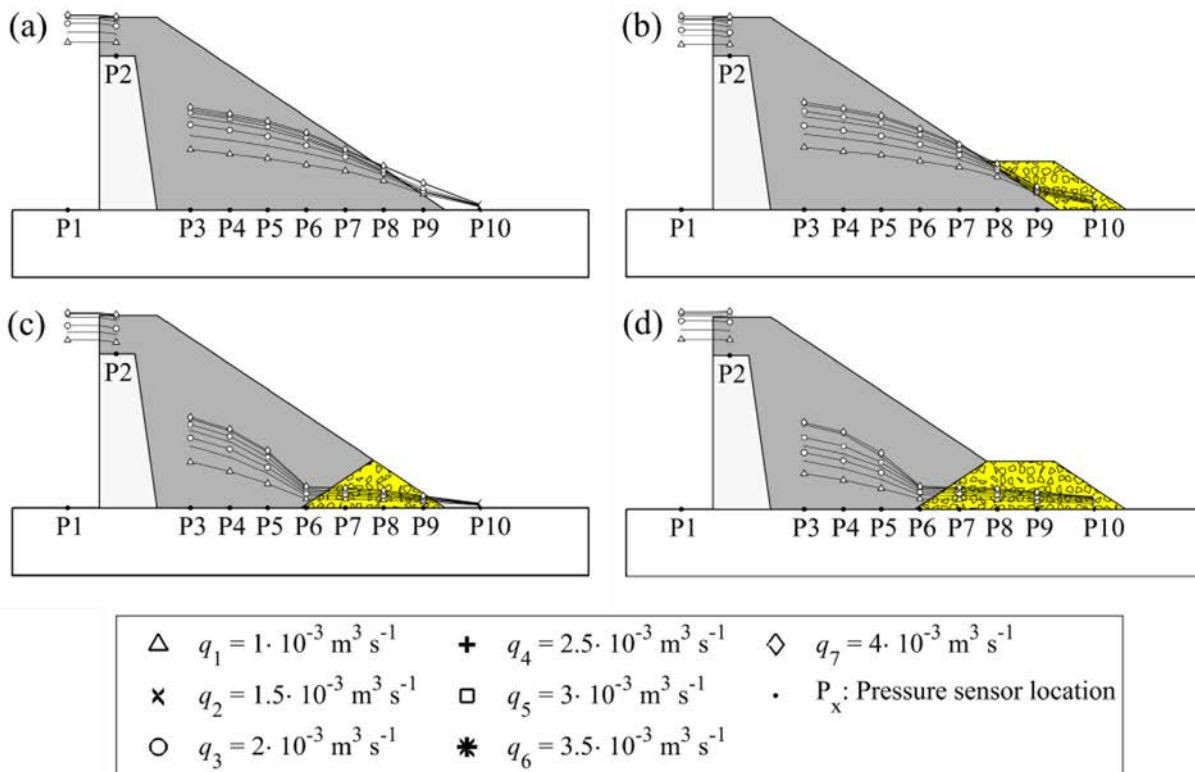 (a)
P2
P1 P3 P4 P5 P6 P7 P8 P9 P10
(b)
P2
P1 P3 P4 P5 P6 P7 P8 P9 P10
(c)
P2
P1 P3 P4 P5 P6 P7 P8 P9 P10
(d)
P2
P1 P3 P4 P5 P6 P7 P8 P9 P10
q₁ = 1· 10⁻³ m³ s⁻¹
q₂ = 1.5· 10⁻³ m³ s⁻¹
q₃ = 2· 10⁻³ m³ s⁻¹
q₄ = 2.5· 10⁻³ m³ s⁻¹
q₅ = 3· 10⁻³ m³ s⁻¹
q₆ = 3.5· 10⁻³ m³ s⁻¹
q₇ = 4· 10⁻³ m³ s⁻¹
Pₓ: Pressure sensor location